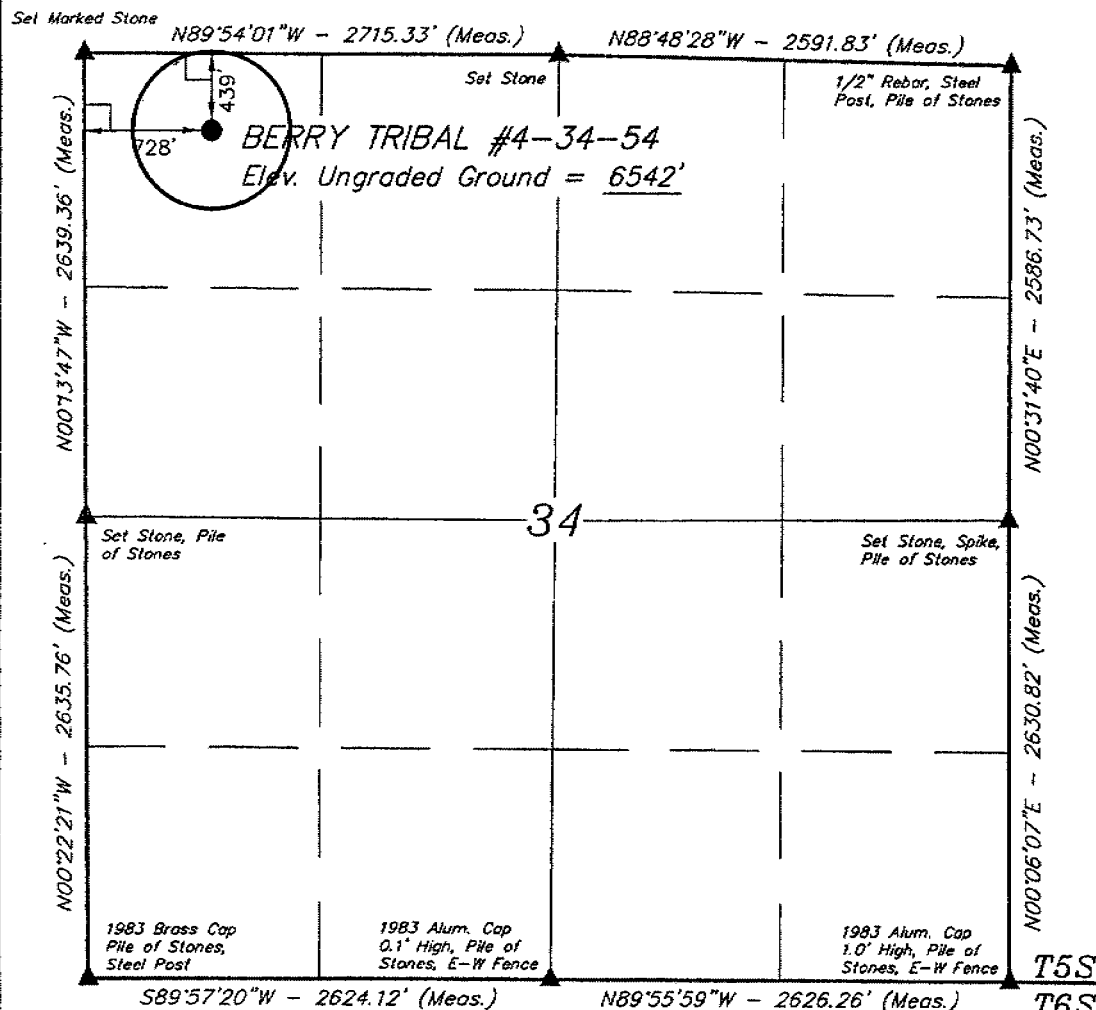 Set Marked Stone
N89°54'01"W - 2715.33' (Meas.)
N88°48'28"W - 2591.83' (Meas.)
Set Stone
1/2" Rebar, Steel
Post, Pile of Stones
439'
728'
BERRY TRIBAL #4-34-54
Elev. Ungraded Ground = 6542'
N00°13'47"W - 2639.36' (Meas.)
N00°31'40"E - 2586.73' (Meas.)
34
Set Stone, Pile
of Stones
Set Stone, Spike,
Pile of Stones
N00°22'21"W - 2635.76' (Meas.)
N00°06'07"E - 2630.82' (Meas.)
1983 Brass Cap
Pile of Stones,
Steel Post
1983 Alum. Cap
0.1' High, Pile of
Stones, E-W Fence
1983 Alum. Cap
1.0' High, Pile of
Stones, E-W Fence
T5S
S89°57'20"W - 2624.12' (Meas.)
N89°55'59"W - 2626.26' (Meas.)
T6S